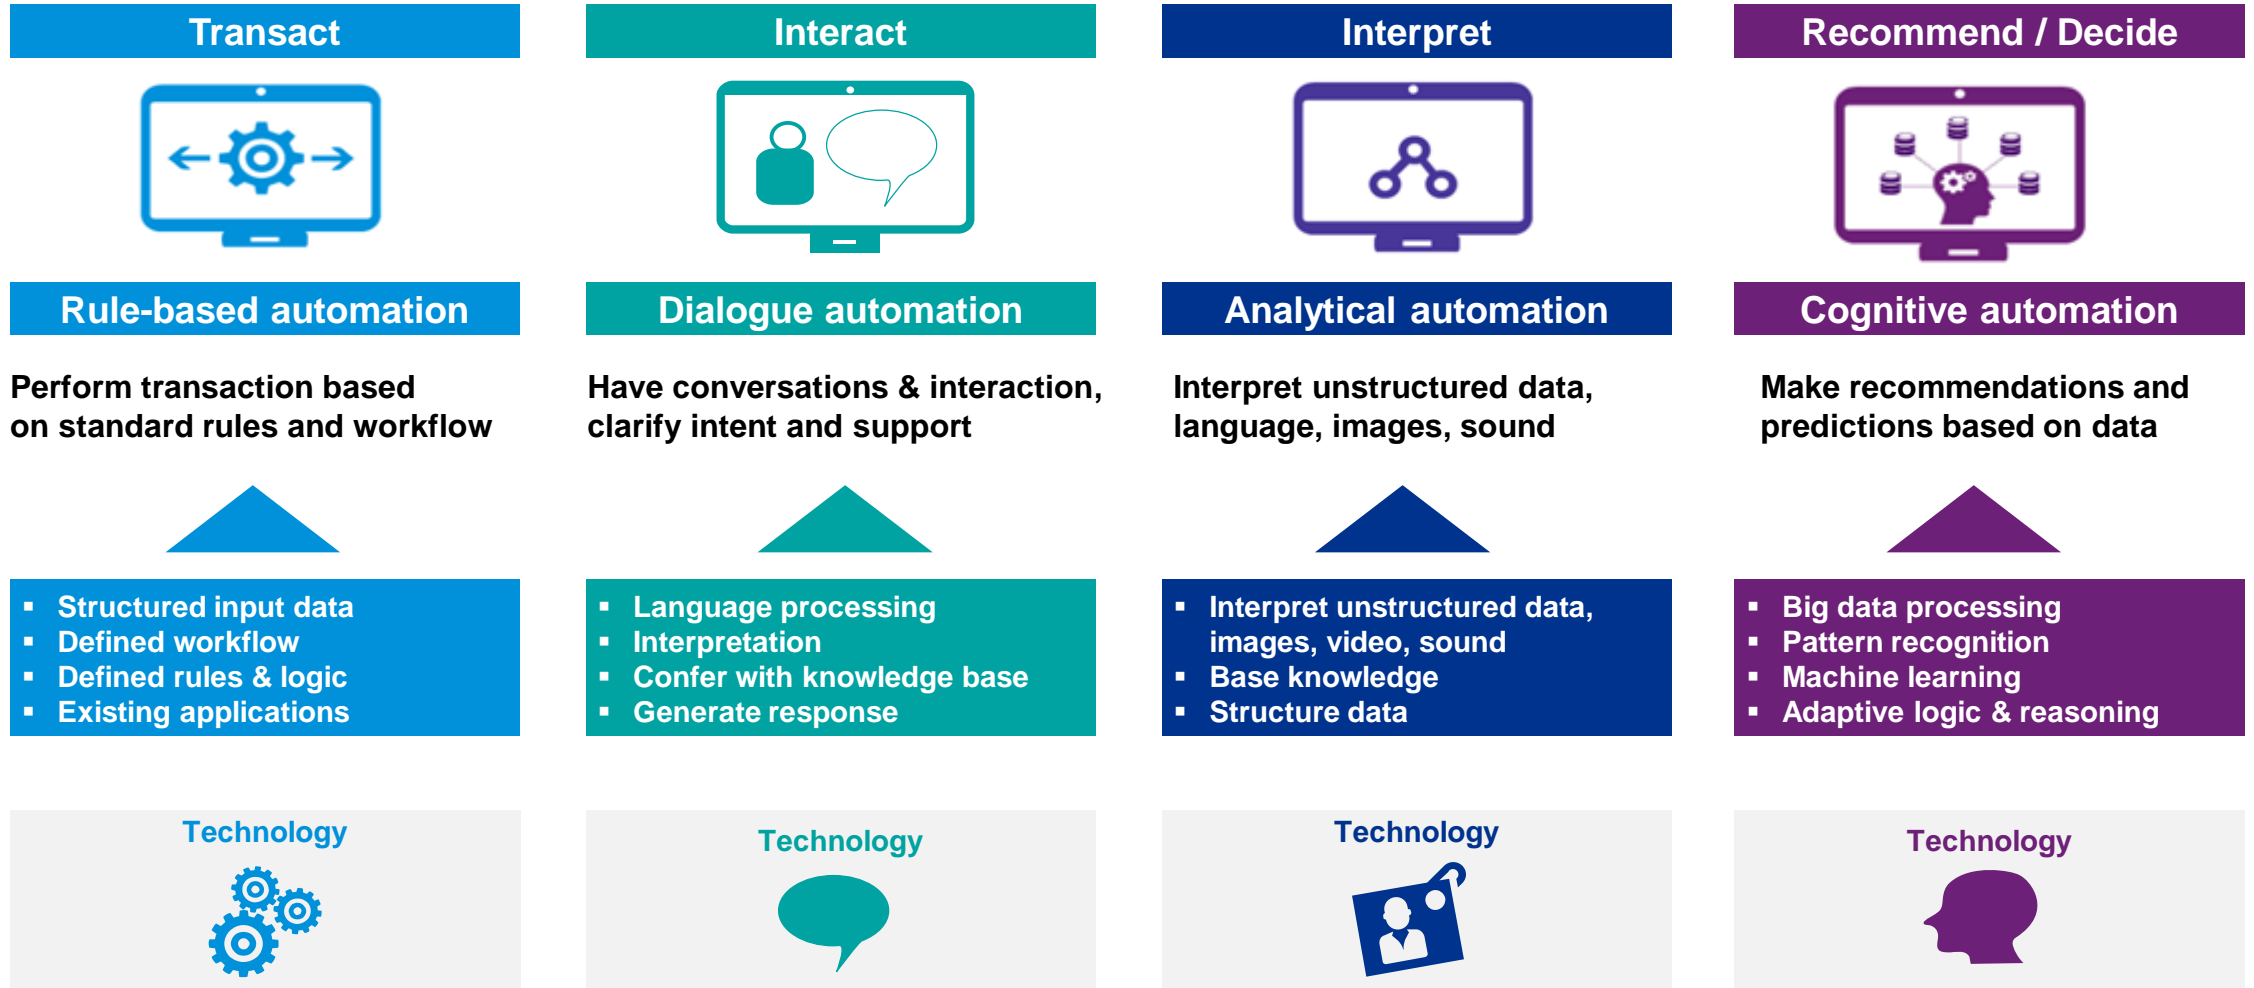 Transact
Interact
Interpret
Recommend / Decide
Rule-based automation
Dialogue automation
Analytical automation
Cognitive automation
Perform transaction based
on standard rules and workflow
Have conversations & interaction,
clarify intent and support
Interpret unstructured data,
language, images, sound
Make recommendations and
predictions based on data
▪ Structured input data
▪ Defined workflow
▪ Defined rules & logic
▪ Existing applications
▪ Language processing
▪ Interpretation
▪ Confer with knowledge base
▪ Generate response
▪ Interpret unstructured data,
images, video, sound
▪ Base knowledge
▪ Structure data
▪ Big data processing
▪ Pattern recognition
▪ Machine learning
▪ Adaptive logic & reasoning
Technology
Technology
Technology
Technology